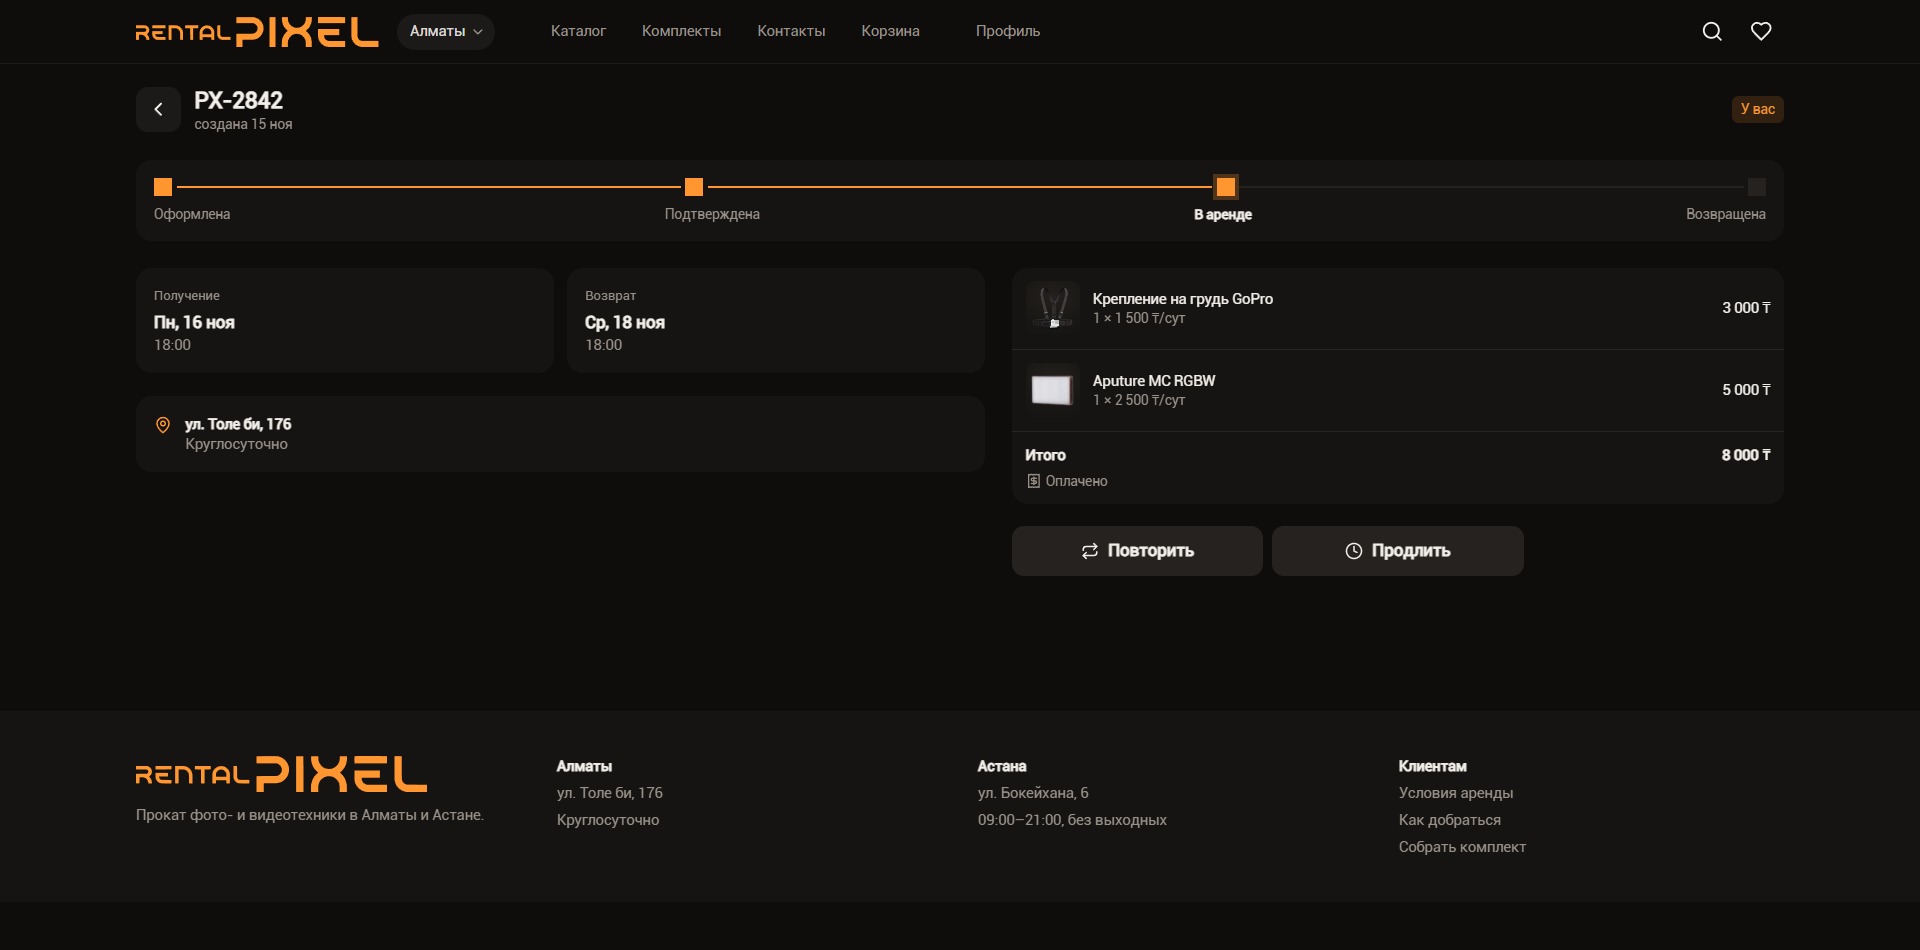 RENTAL PIXEL
Алматы
Каталог
Комплекты
Контакты
Корзина
Профиль
PX-2842
создана 15 ноя
У вас
Оформлена
Подтверждена
В аренде
Возвращена
Получение
Пн, 16 ноя
18:00
Возврат
Ср, 18 ноя
18:00
ул. Толе би, 176
Круглосуточно
Крепление на грудь GoPro
1 × 1 500 ₸/сут
3 000 ₸
Aputure MC RGBW
1 × 2 500 ₸/сут
5 000 ₸
Итого
8 000 ₸
Оплачено
Повторить
Продлить
RENTAL PIXEL
Прокат фото- и видеотехники в Алматы и Астане.
Алматы
ул. Толе би, 176
Круглосуточно
Астана
ул. Бокейхана, 6
09:00–21:00, без выходных
Клиентам
Условия аренды
Как добраться
Собрать комплект